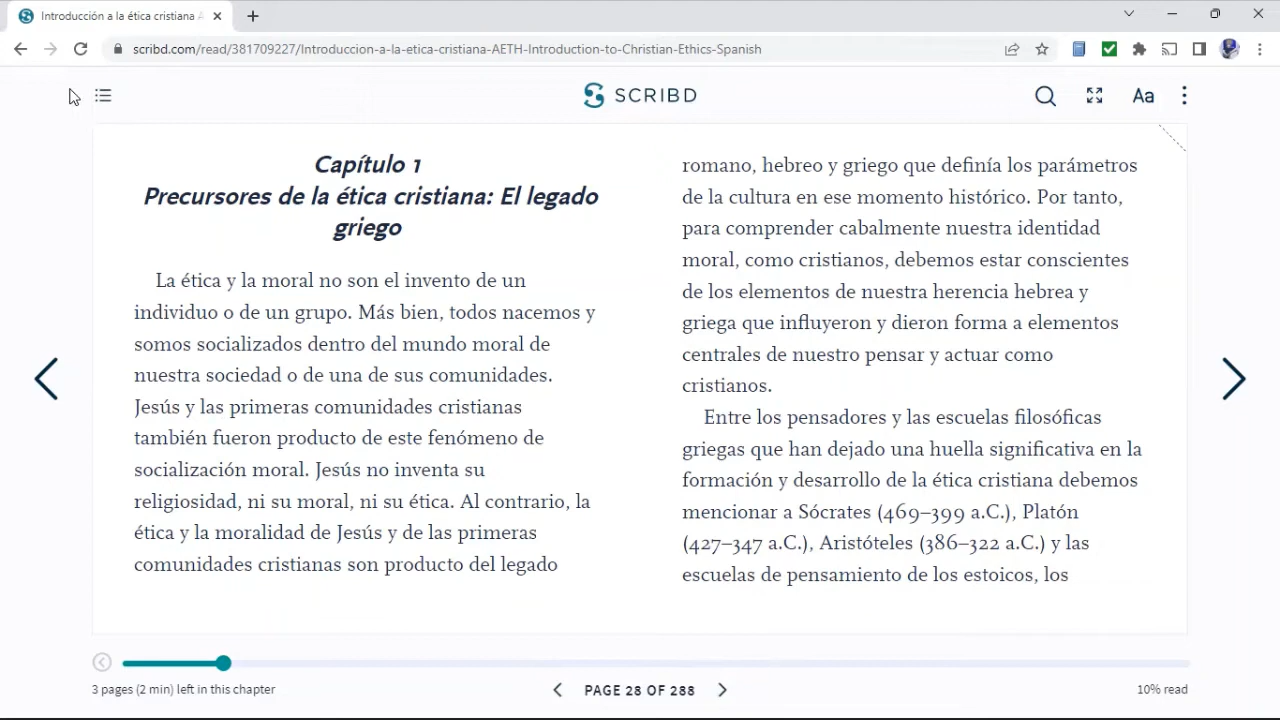 Introducción a la ética cristiana A
scribd.com/read/381709227/Introduccion-a-la-etica-cristiana-AETH-Introduction-to-Christian-Ethics-Spanish
SCRIBD
Aa
Capítulo 1
Precursores de la ética cristiana: El legado
griego
La ética y la moral no son el invento de un
individuo o de un grupo. Más bien, todos nacemos y
somos socializados dentro del mundo moral de
nuestra sociedad o de una de sus comunidades.
Jesús y las primeras comunidades cristianas
también fueron producto de este fenómeno de
socialización moral. Jesús no inventa su
religiosidad, ni su moral, ni su ética. Al contrario, la
ética y la moralidad de Jesús y de las primeras
comunidades cristianas son producto del legado
romano, hebreo y griego que definía los parámetros
de la cultura en ese momento histórico. Por tanto,
para comprender cabalmente nuestra identidad
moral, como cristianos, debemos estar conscientes
de los elementos de nuestra herencia hebrea y
griega que influyeron y dieron forma a elementos
centrales de nuestro pensar y actuar como
cristianos.
Entre los pensadores y las escuelas filosóficas
griegas que han dejado una huella significativa en la
formación y desarrollo de la ética cristiana debemos
mencionar a Sócrates (469–399 a.C.), Platón
(427–347 a.C.), Aristóteles (386–322 a.C.) y las
escuelas de pensamiento de los estoicos, los
3 pages (2 min) left in this chapter
PAGE 28 OF 288
10% read